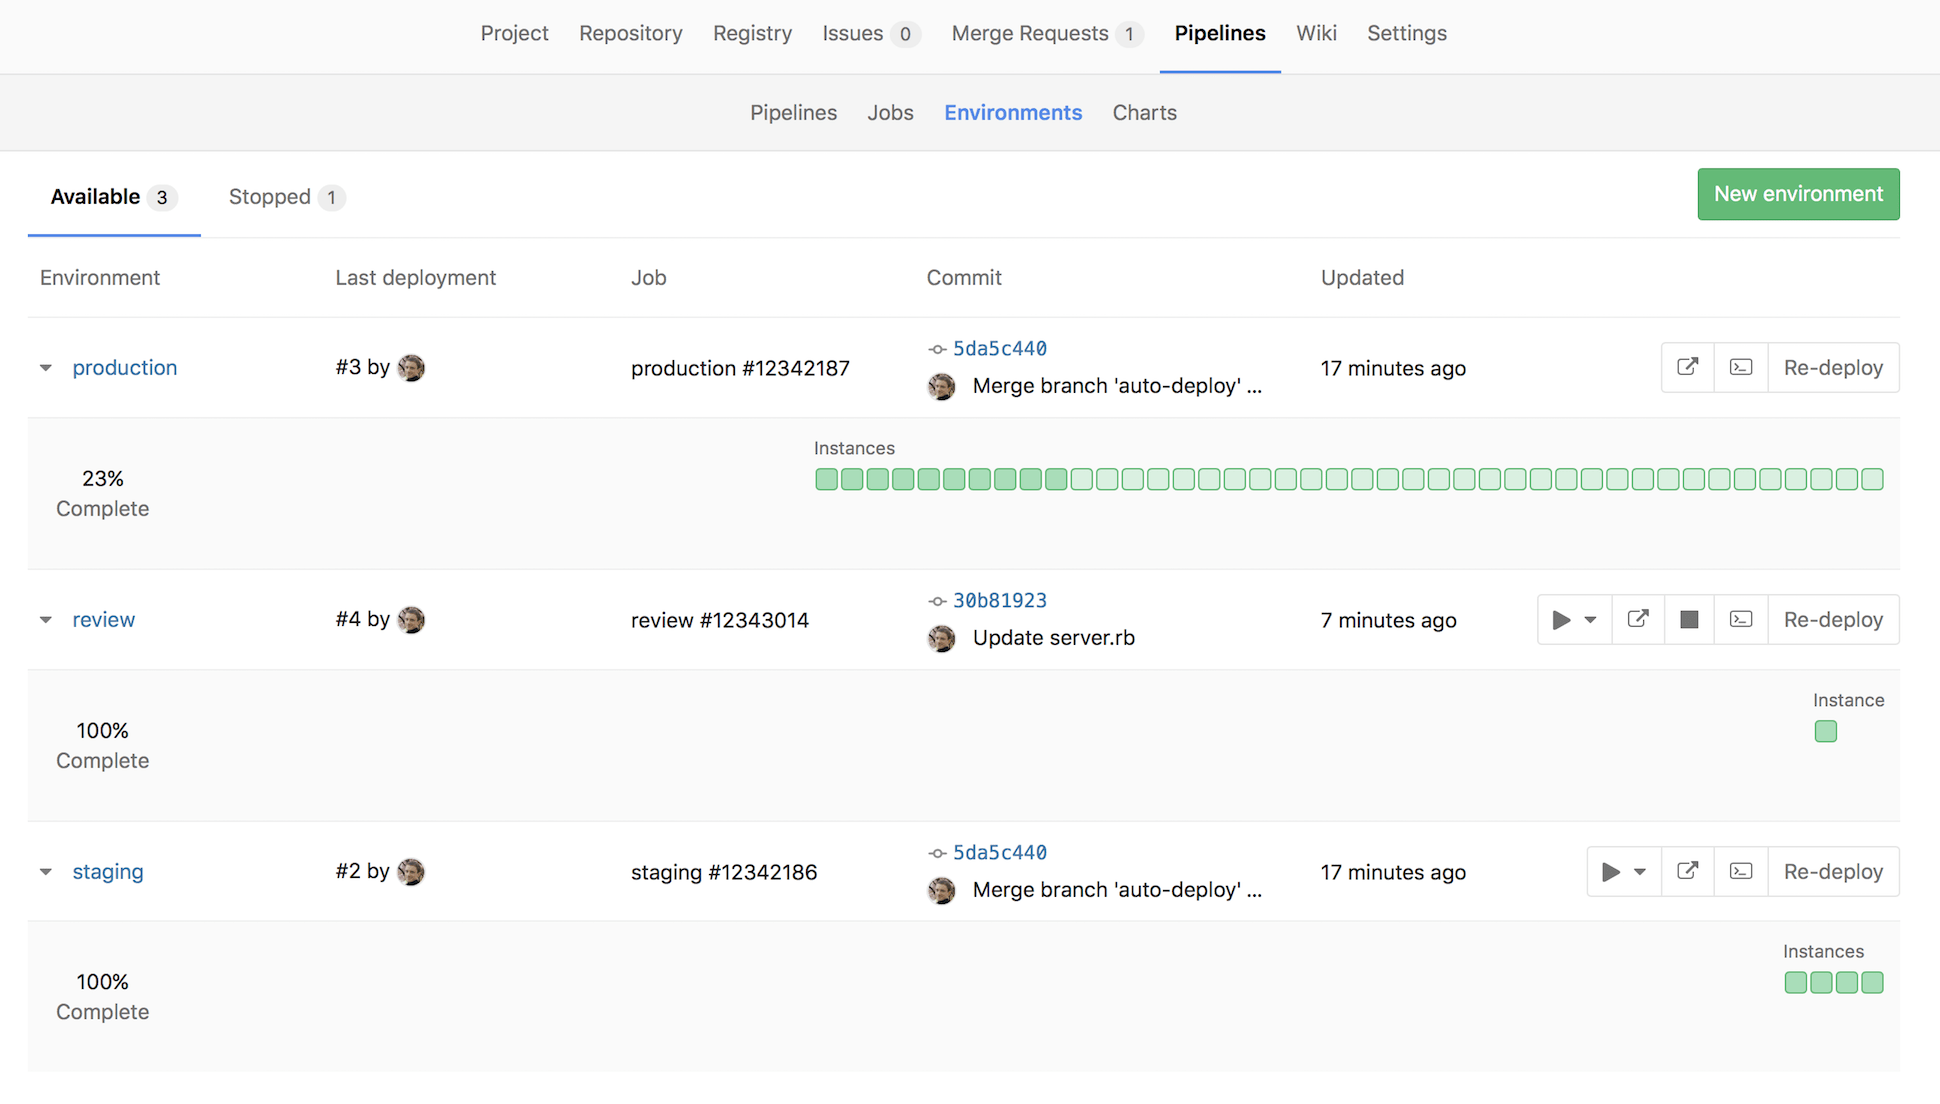 Project Repository Registry Issues 0 Merge Requests 1 Pipelines Wiki Settings
Pipelines Jobs Environments Charts
Available 3 Stopped 1 New environment
Environment Last deployment Job Commit Updated
production #3 by production #12342187 5da5c440 17 minutes ago Re-deploy
Merge branch 'auto-deploy' ...
Instances
23%
Complete
review #4 by review #12343014 30b81923 7 minutes ago Re-deploy
Update server.rb
Instance
100%
Complete
staging #2 by staging #12342186 5da5c440 17 minutes ago Re-deploy
Merge branch 'auto-deploy' ...
Instances
100%
Complete